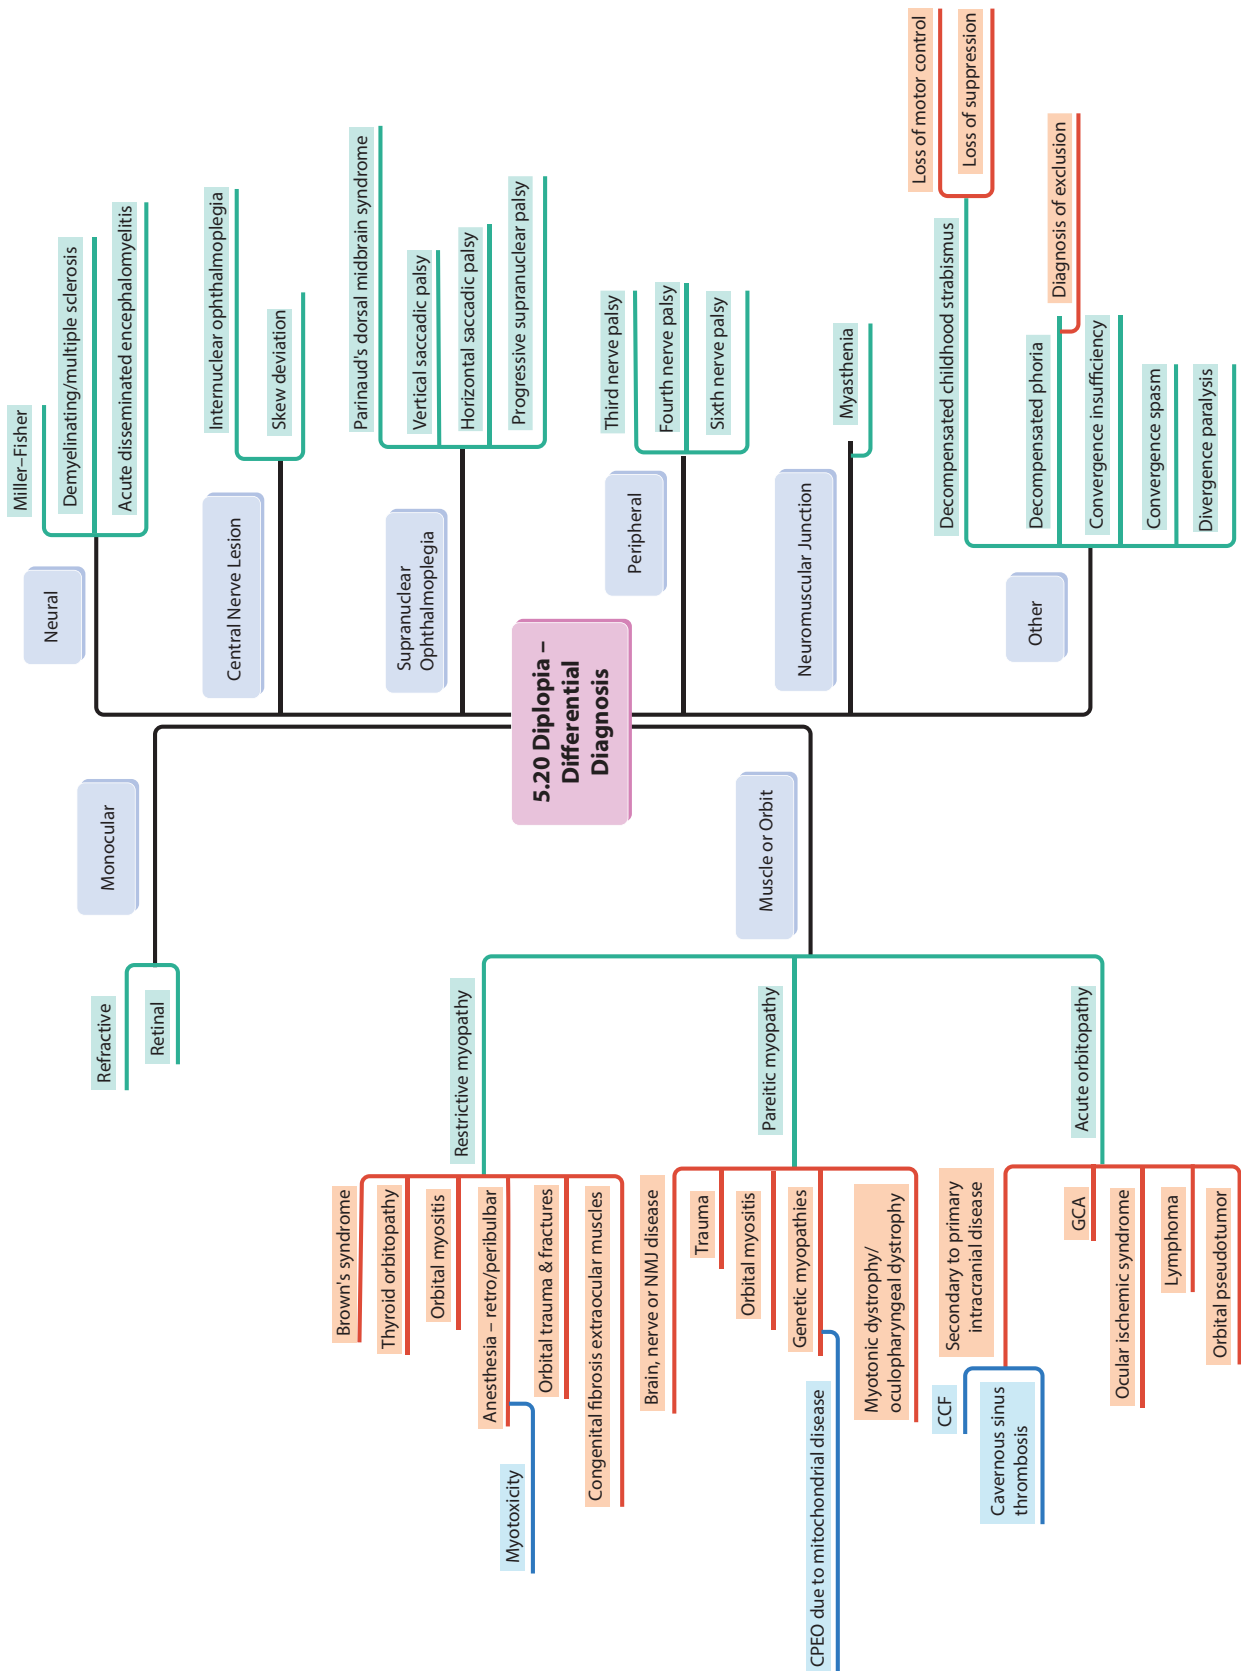 5.20 Diplopia –
Differential
Diagnosis
Monocular
Refractive
Retinal
Muscle or Orbit
Restrictive myopathy
Brown's syndrome
Thyroid orbitopathy
Orbital myositis
Anesthesia – retro/peribulbar
Myotoxicity
Orbital trauma & fractures
Congenital fibrosis extraocular muscles
Pareitic myopathy
Brain, nerve or NMJ disease
Trauma
Orbital myositis
Genetic myopathies
CPEO due to mitochondrial disease
Myotonic dystrophy/
oculopharyngeal dystrophy
Acute orbitopathy
Secondary to primary
intracranial disease
CCF
Cavernous sinus
thrombosis
GCA
Ocular ischemic syndrome
Lymphoma
Orbital pseudotumor
Neural
Miller–Fisher
Demyelinating/multiple sclerosis
Acute disseminated encephalomyelitis
Central Nerve Lesion
Internuclear ophthalmoplegia
Skew deviation
Supranuclear
Ophthalmoplegia
Parinaud's dorsal midbrain syndrome
Vertical saccadic palsy
Horizontal saccadic palsy
Progressive supranuclear palsy
Peripheral
Third nerve palsy
Fourth nerve palsy
Sixth nerve palsy
Neuromuscular Junction
Myasthenia
Other
Decompensated childhood strabismus
Loss of motor control
Loss of suppression
Decompensated phoria
Diagnosis of exclusion
Convergence insufficiency
Convergence spasm
Divergence paralysis